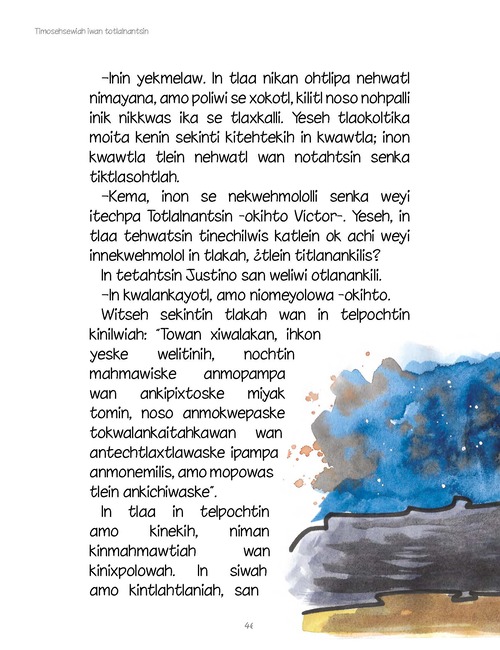 Timosehsewiah iwan totlalnantsin
–Inin yekmelaw. In tlaa nikan ohtlipa nehwatl
nimayana, amo poliwi se xokotl, kilitl noso nohpalli
inik nikkwas ika se tlaxkalli. Yeseh tlaokoltika
moita kenin sekinti kitehtekih in kwawtla; inon
kwawtla tlein nehwatl wan notahtsin senka
tiktlasohtlah.
–Kema, inon se nekwehmololli senka weyi
itechpa Totlalnantsin -okihto Víctor-. Yeseh, in
tlaa tehwatsin tinechilwis katlein ok achi weyi
innekwehmolol in tlakah, ¿tlein titlanankilis?
In tetahtsin Justino san weliwi otlanankili.
–In kwalankayotl, amo niomeyolowa -okihto.
Witseh sekintin tlakah wan in telpochtin
kinilwiah: "Towan xiwalakan, ihkon
yeske welitinih, nochtin
mahmawiske anmopampa
wan ankipixtoske miyak
tomin, noso anmokwepaske
tokwalankaitahkawan wan
antechtlaxtlawaske ipampa
anmonemilis, amo mopowas
tlein ankichiwaske".
In tlaa in telpochtin
amo kinekih, niman
kinmahmawtiah wan
kinixpolowah. In siwah
amo kintlahtlaniah, san